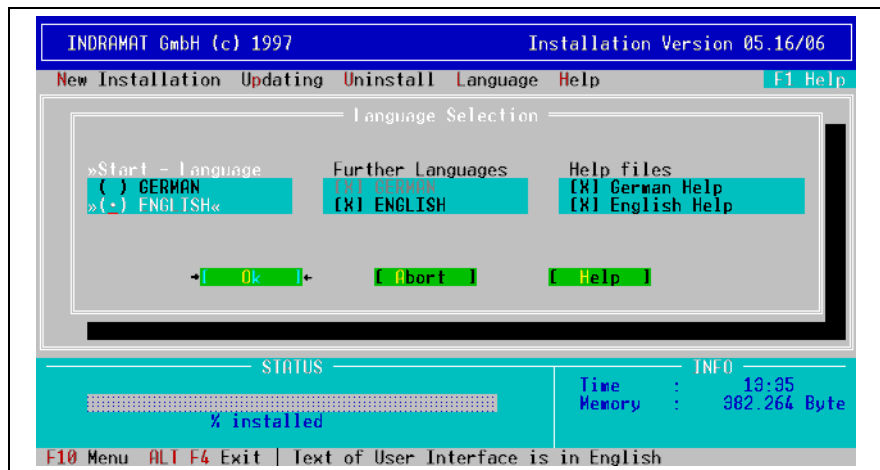 INDRAMAT GmbH (c) 1997 Installation Version 05.16/06
New Installation Updating Uninstall Language Help F1 Help
Language Selection
»Start - Language Further Languages Help files
( ) GERMAN [X] GERMAN [X] German Help
»(·) ENGLISH« [X] ENGLISH [X] English Help
[ Ok ] [ Abort ] [ Help ]
STATUS INFO
Time : 13:35
Memory : 382.264 Byte
% installed
F10 Menu ALT F4 Exit | Text of User Interface is in English